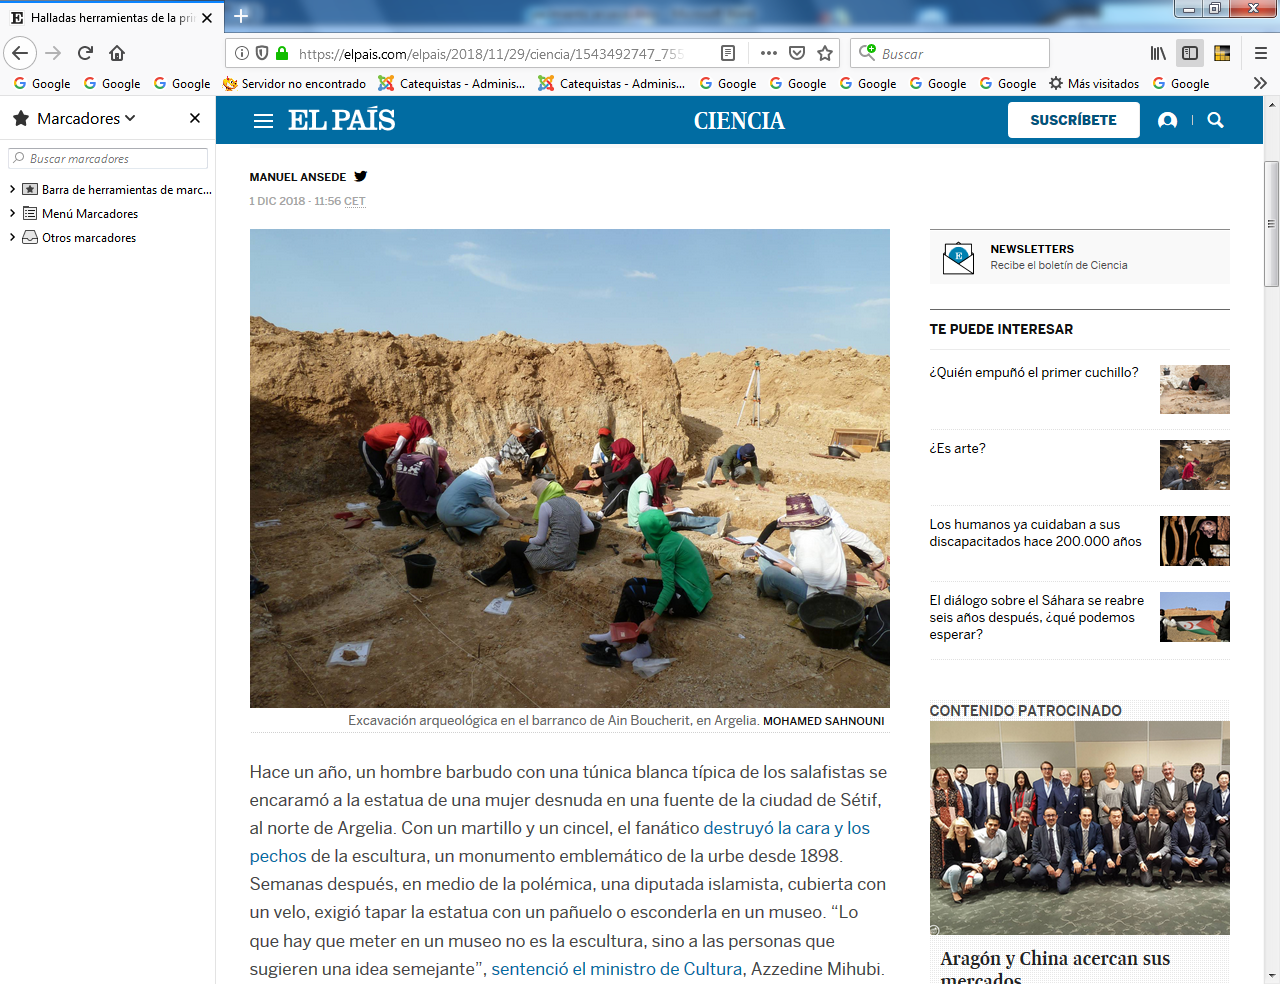 Halladas herramientas de la pri
https://elpais.com/elpais/2018/11/29/ciencia/1543492747_755
Buscar
Google
Google
Google
Servidor no encontrado
Catequistas - Adminis...
Catequistas - Adminis...
Google
Google
Google
Google
Google
Más visitados
Google
Marcadores
Buscar marcadores
Barra de herramientas de marc...
Menú Marcadores
Otros marcadores
EL PAÍS
CIENCIA
SUSCRÍBETE
MANUEL ANSEDE
1 DIC 2018 - 11:56 CET
Excavación arqueológica en el barranco de Ain Boucherit, en Argelia. MOHAMED SAHNOUNI
Hace un año, un hombre barbudo con una túnica blanca típica de los salafistas se
encaramó a la estatua de una mujer desnuda en una fuente de la ciudad de Sétif,
al norte de Argelia. Con un martillo y un cincel, el fanático destruyó la cara y los
pechos de la escultura, un monumento emblemático de la urbe desde 1898.
Semanas después, en medio de la polémica, una diputada islamista, cubierta con
un velo, exigió tapar la estatua con un pañuelo o esconderla en un museo. “Lo
que hay que meter en un museo no es la escultura, sino a las personas que
sugieren una idea semejante”, sentenció el ministro de Cultura, Azzedine Mihubi.
NEWSLETTERS
Recibe el boletín de Ciencia
TE PUEDE INTERESAR
¿Quién empuñó el primer cuchillo?
¿Es arte?
Los humanos ya cuidaban a sus
discapacitados hace 200.000 años
El diálogo sobre el Sáhara se reabre
seis años después, ¿qué podemos
esperar?
CONTENIDO PATROCINADO
Aragón y China acercan sus
mercados